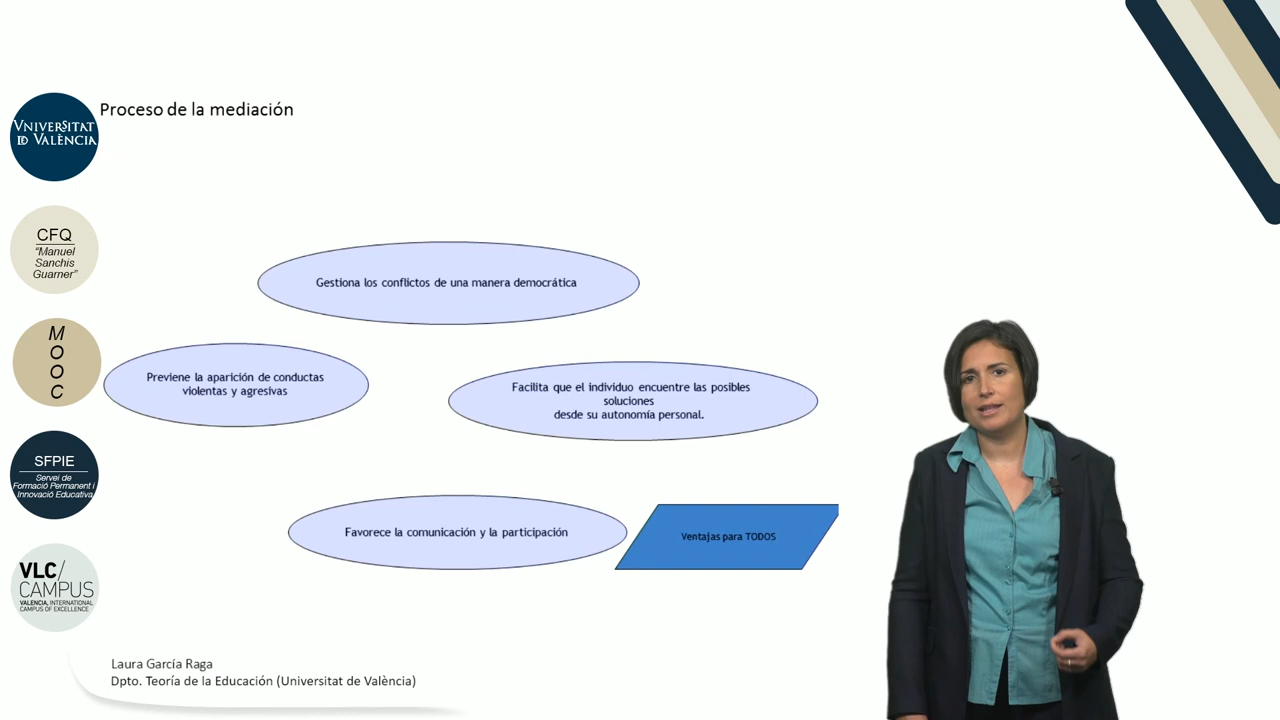 Proceso de la mediación
VNIVERSITAT
ID VALÈNCIA
CFQ
"Manuel
Sanchis
Guarner"
M
O
O
C
SFPIE
Servei de
Formació Permanent i
Innovació Educativa
VLC/
CAMPUS
VALENCIA, INTERNATIONAL
CAMPUS OF EXCELLENCE
Gestiona los conflictos de una manera democrática
Previene la aparición de conductas
violentas y agresivas
Facilita que el individuo encuentre las posibles
soluciones
desde su autonomía personal.
Favorece la comunicación y la participación
Ventajas para TODOS
Laura García Raga
Dpto. Teoría de la Educación (Universitat de València)